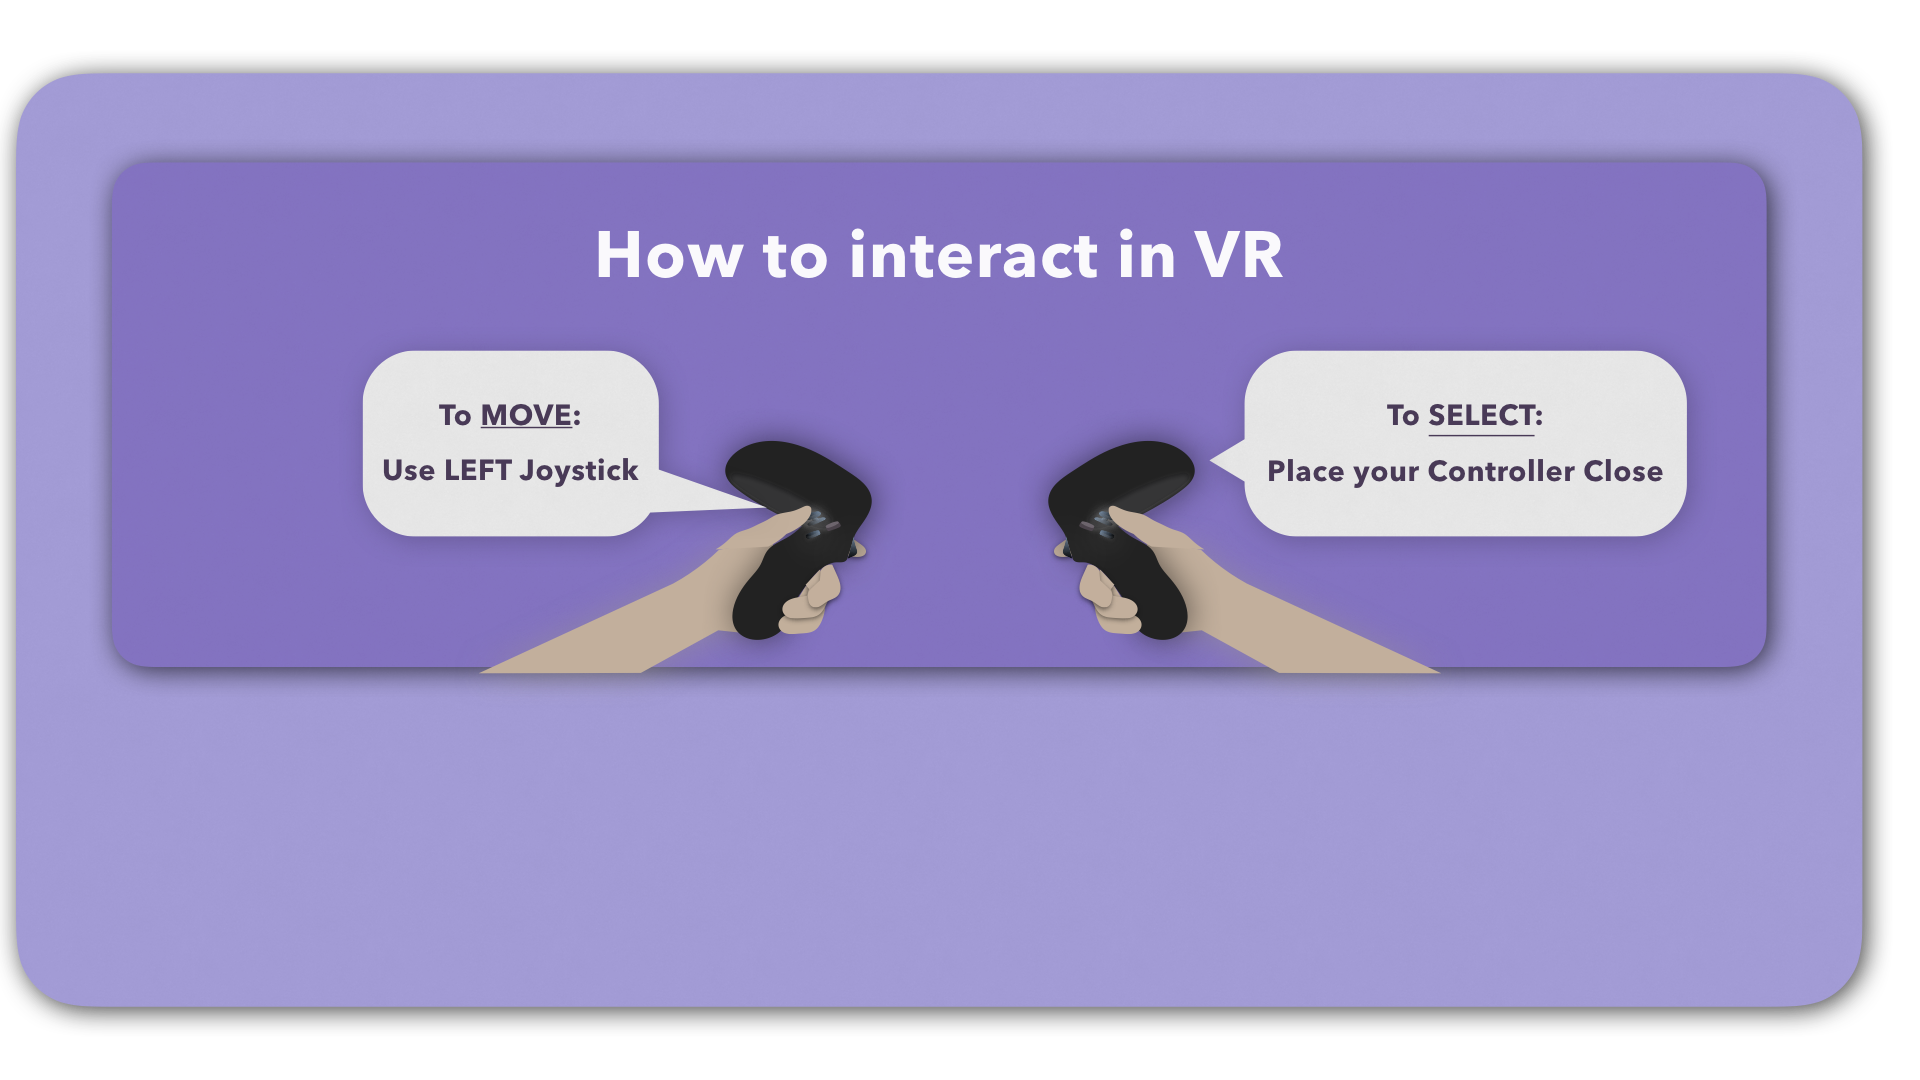 How to interact in VR
To MOVE:
Use LEFT Joystick
To SELECT:
Place your Controller Close